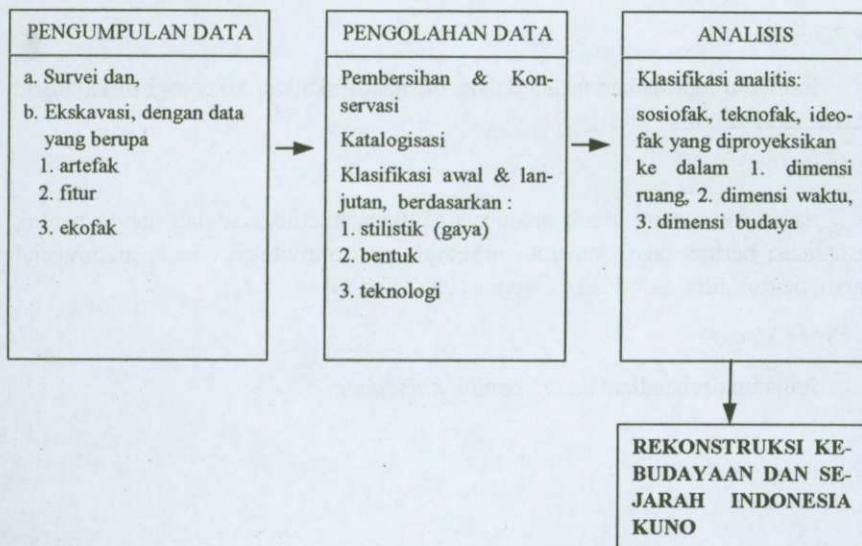 PENGUMPULAN DATA
a. Survei dan,
b. Ekskavasi, dengan data
yang berupa
1. artefak
2. fitur
3. ekofak
PENGOLAHAN DATA
Pembersihan & Kon-
servasi
Katalogisasi
Klasifikasi awal & lan-
jutan, berdasarkan :
1. stilistik (gaya)
2. bentuk
3. teknologi
ANALISIS
Klasifikasi analitis:
sosiofak, teknofak, ideo-
fak yang diproyeksikan
ke dalam 1. dimensi
ruang, 2. dimensi waktu,
3. dimensi budaya
REKONSTRUKSI KE-
BUDAYAAN DAN SE-
JARAH INDONESIA
KUNO